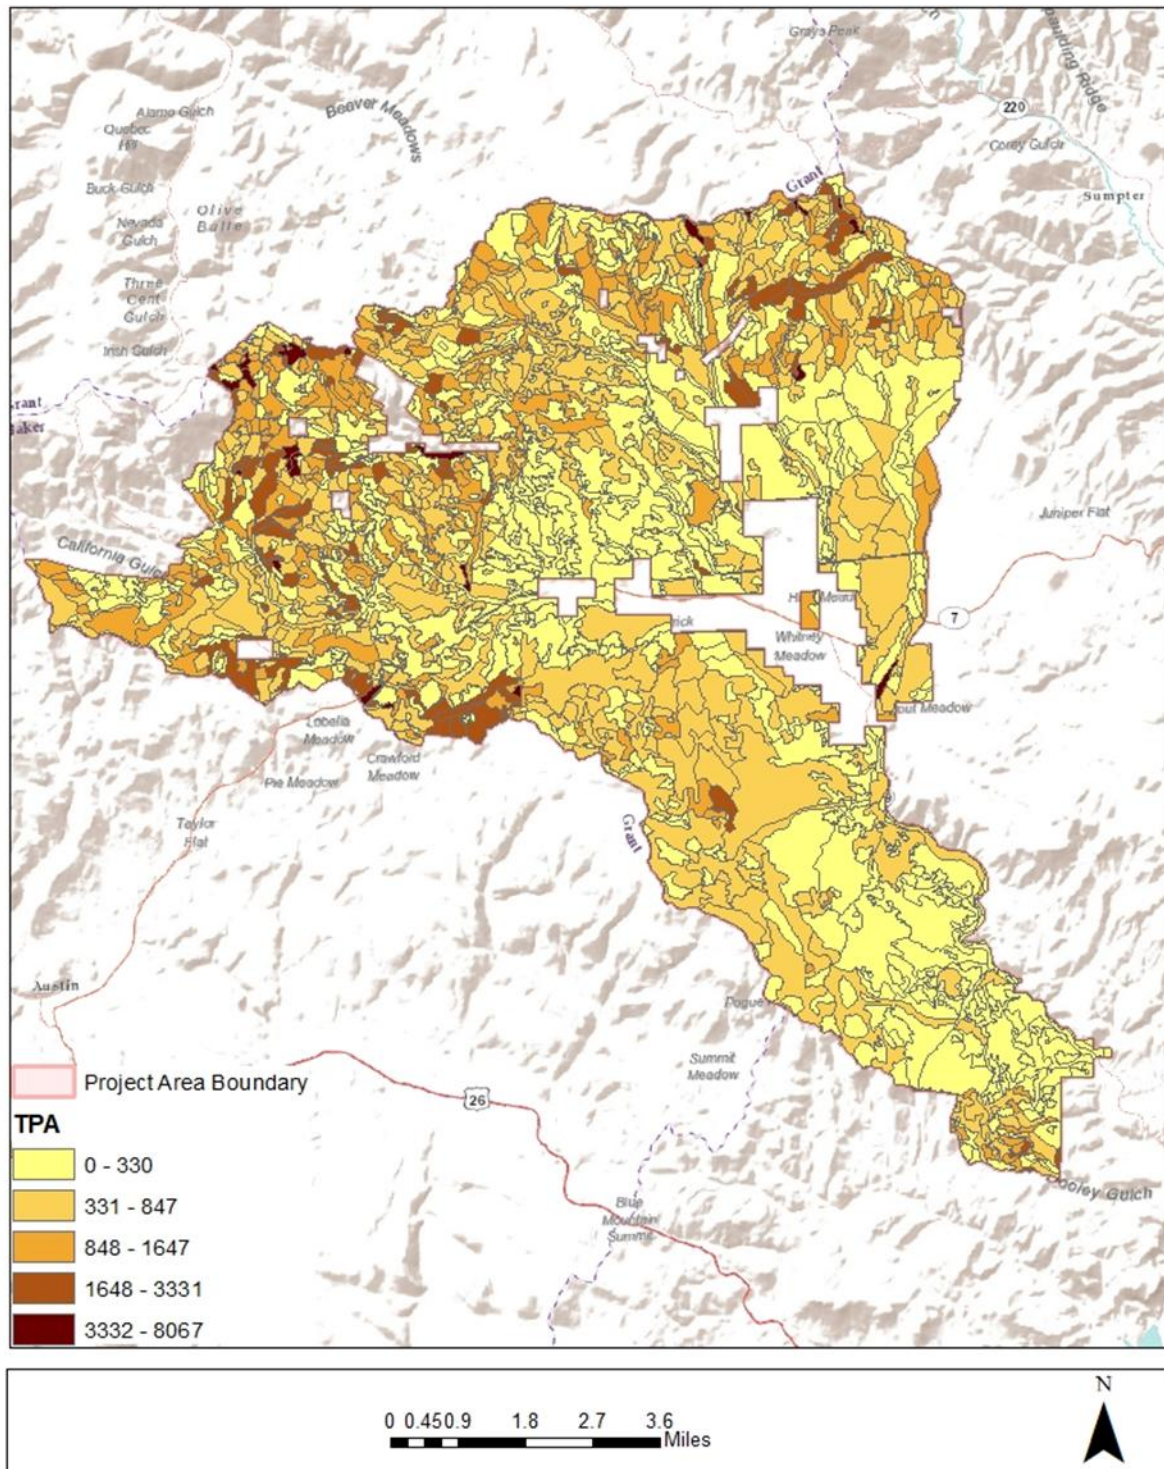 Grays Peak
Spaulding Ridge
220
Alamo Gulch
Beaver Meadows
Quebec
Hill
Corey Gulch
Buck Gulch
Grant
Sumpter
Olive
Butte
Nevada
Gulch
Three
Cent
Gulch
Irish Gulch
Grant
Baker
Juniper Flat
California Gulch
7
Whitney
Meadow
Trout Meadow
Lobelia
Meadow
Crawford
Meadow
Pie Meadow
Taylor
Flat
Grant
Austin
Pogue
Summit
Meadow
Project Area Boundary
26
TPA
0 - 330
331 - 847
848 - 1647
1648 - 3331
3332 - 8067
Dooley Gulch
Blue
Mountain
Summit
N
0 0.45 0.9 1.8 2.7 3.6
Miles